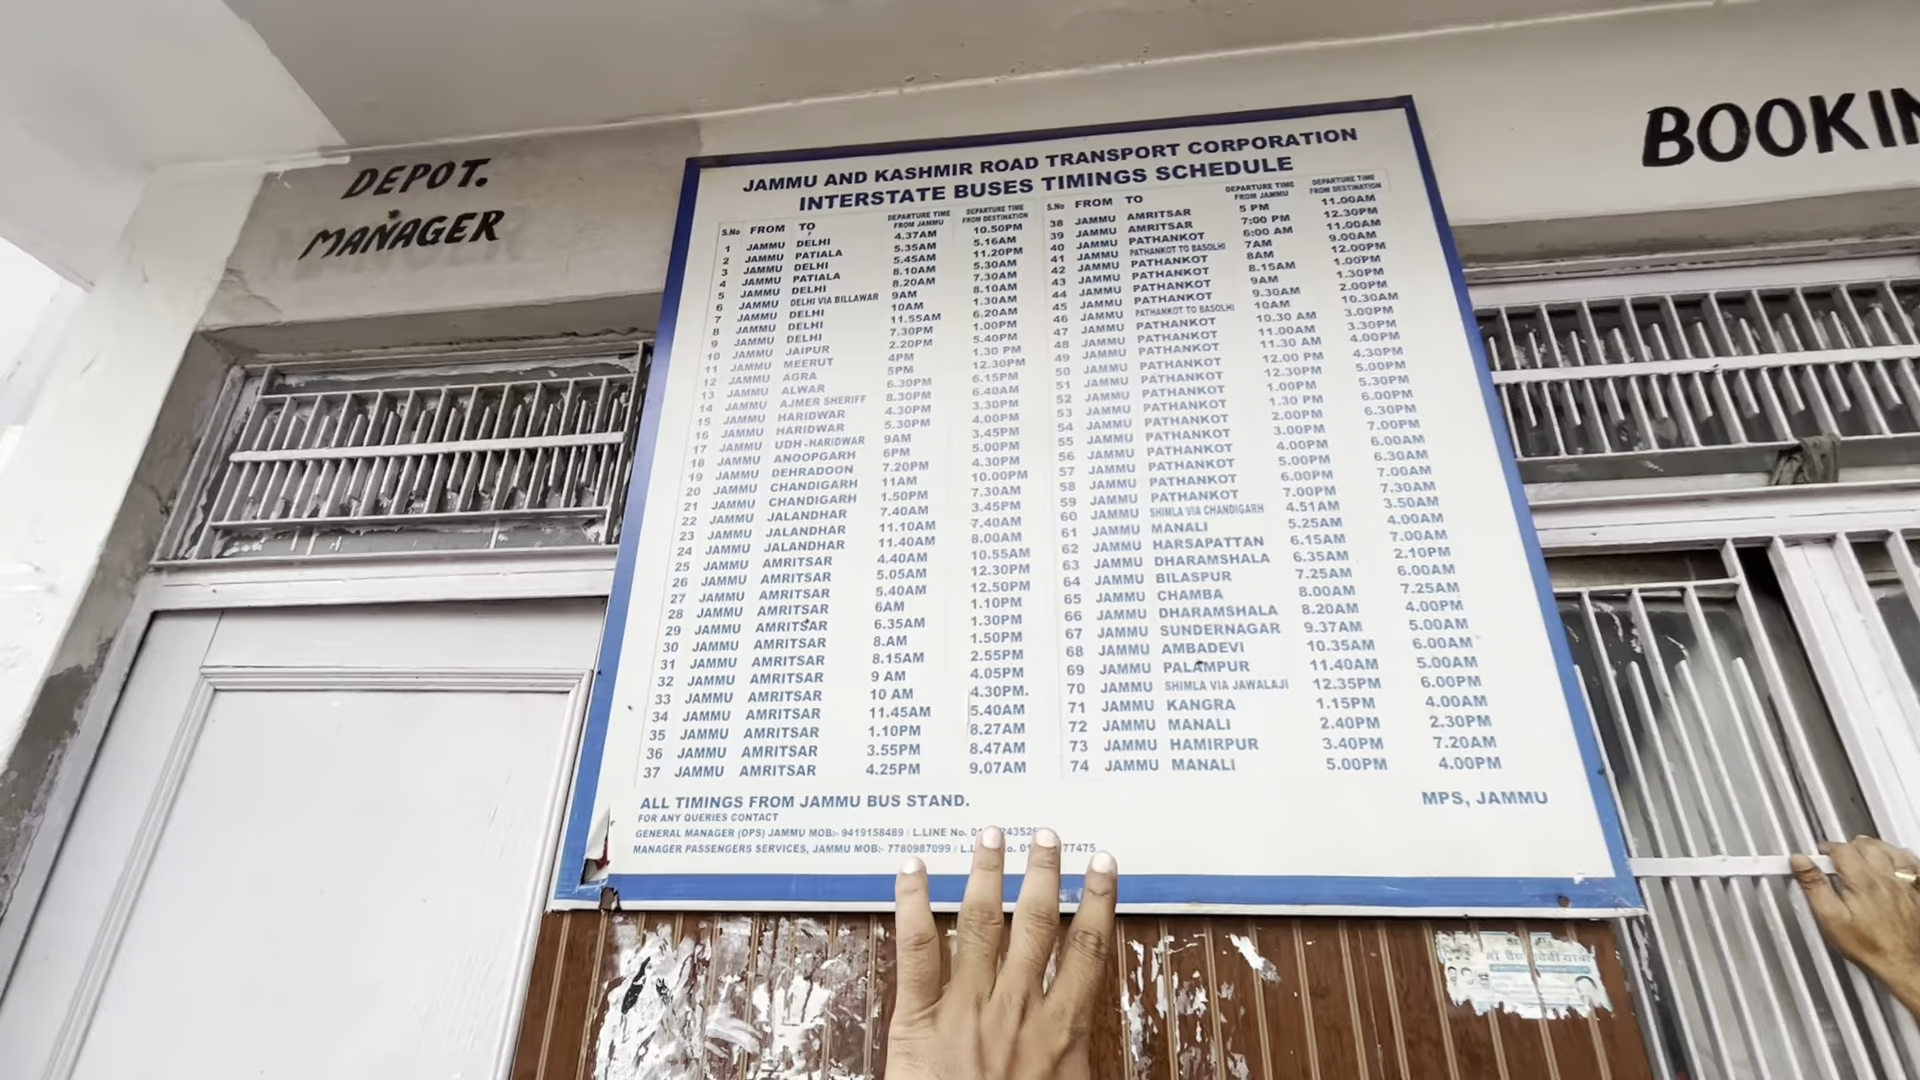 DEPOT.
MANAGER
BOOKIN
JAMMU AND KASHMIR ROAD TRANSPORT CORPORATION
INTERSTATE BUSES TIMINGS SCHEDULE
S.No FROM TO DEPARTURE TIME FROM JAMMU DEPARTURE TIME FROM DESTINATION
1 JAMMU DELHI 4.37AM 10.50PM
2 JAMMU PATIALA 5.35AM 5.16AM
3 JAMMU DELHI 5.45AM 11.20PM
4 JAMMU PATIALA 8.10AM 5.30AM
5 JAMMU DELHI 8.20AM 7.30AM
6 JAMMU DELHI VIA BILLAWAR 9AM 8.10AM
7 JAMMU DELHI 10AM 1.30AM
8 JAMMU DELHI 11.55AM 6.20AM
9 JAMMU DELHI 7.30PM 1.00PM
10 JAMMU JAIPUR 2.20PM 5.40PM
11 JAMMU MEERUT 4PM 1.30 PM
12 JAMMU AGRA 5PM 12.30PM
13 JAMMU ALWAR 6.30PM 6.15PM
14 JAMMU AJMER SHERIFF 8.30PM 6.40AM
15 JAMMU HARIDWAR 4.30PM 3.30PM
16 JAMMU HARIDWAR 5.30PM 4.00PM
17 JAMMU UDH-HARIDWAR 9AM 3.45PM
18 JAMMU ANOOPGARH 6PM 5.00PM
19 JAMMU DEHRADOON 7.20PM 4.30PM
20 JAMMU CHANDIGARH 11AM 10.00PM
21 JAMMU CHANDIGARH 1.50PM 7.30AM
22 JAMMU JALANDHAR 7.40AM 3.45PM
23 JAMMU JALANDHAR 11.10AM 7.40AM
24 JAMMU JALANDHAR 11.40AM 8.00AM
25 JAMMU AMRITSAR 4.40AM 10.55AM
26 JAMMU AMRITSAR 5.05AM 12.30PM
27 JAMMU AMRITSAR 5.40AM 12.50PM
28 JAMMU AMRITSAR 6AM 1.10PM
29 JAMMU AMRITSAR 6.35AM 1.30PM
30 JAMMU AMRITSAR 8.AM 1.50PM
31 JAMMU AMRITSAR 8.15AM 2.55PM
32 JAMMU AMRITSAR 9 AM 4.05PM
33 JAMMU AMRITSAR 10 AM 4.30PM.
34 JAMMU AMRITSAR 11.45AM 5.40AM
35 JAMMU AMRITSAR 1.10PM 8.27AM
36 JAMMU AMRITSAR 3.55PM 8.47AM
37 JAMMU AMRITSAR 4.25PM 9.07AM
S.No FROM TO DEPARTURE TIME FROM JAMMU DEPARTURE TIME FROM DESTINATION
38 JAMMU AMRITSAR 5 PM 11.00AM
39 JAMMU AMRITSAR 7:00 PM 12.30PM
40 JAMMU PATHANKOT 6:00 AM 11.00AM
41 JAMMU PATHANKOT TO BASOLHI 7AM 9.00AM
42 JAMMU PATHANKOT 8AM 12.00PM
43 JAMMU PATHANKOT 8.15AM 1.00PM
44 JAMMU PATHANKOT 9AM 1.30PM
45 JAMMU PATHANKOT 9.30AM 2.00PM
46 JAMMU PATHANKOT TO BASOLHI 10AM 10.30AM
47 JAMMU PATHANKOT 10.30 AM 3.00PM
48 JAMMU PATHANKOT 11.00AM 3.30PM
49 JAMMU PATHANKOT 11.30 AM 4.00PM
50 JAMMU PATHANKOT 12.00 PM 4.30PM
51 JAMMU PATHANKOT 12.30PM 5.00PM
52 JAMMU PATHANKOT 1.00PM 5.30PM
53 JAMMU PATHANKOT 1.30 PM 6.00PM
54 JAMMU PATHANKOT 2.00PM 6.30PM
55 JAMMU PATHANKOT 3.00PM 7.00PM
56 JAMMU PATHANKOT 4.00PM 6.00AM
57 JAMMU PATHANKOT 5.00PM 6.30AM
58 JAMMU PATHANKOT 6.00PM 7.00AM
59 JAMMU PATHANKOT 7.00PM 7.30AM
60 JAMMU SHIMLA VIA CHANDIGARH 4.51AM 3.50AM
61 JAMMU MANALI 5.25AM 4.00AM
62 JAMMU HARSAPATTAN 6.15AM 7.00AM
63 JAMMU DHARAMSHALA 6.35AM 2.10PM
64 JAMMU BILASPUR 7.25AM 6.00AM
65 JAMMU CHAMBA 8.00AM 7.25AM
66 JAMMU DHARAMSHALA 8.20AM 4.00PM
67 JAMMU SUNDERNAGAR 9.37AM 5.00AM
68 JAMMU AMBADEVI 10.35AM 6.00AM
69 JAMMU PALAMPUR 11.40AM 5.00AM
70 JAMMU SHIMLA VIA JAWALAJI 12.35PM 6.00PM
71 JAMMU KANGRA 1.15PM 4.00AM
72 JAMMU MANALI 2.40PM 2.30PM
73 JAMMU HAMIRPUR 3.40PM 7.20AM
74 JAMMU MANALI 5.00PM 4.00PM
ALL TIMINGS FROM JAMMU BUS STAND.
MPS, JAMMU
FOR ANY QUERIES CONTACT
GENERAL MANAGER (OPS) JAMMU MOB:- 9419158489 / L.LINE No.
MANAGER PASSENGERS SERVICES, JAMMU MOB:- 7780987099 /